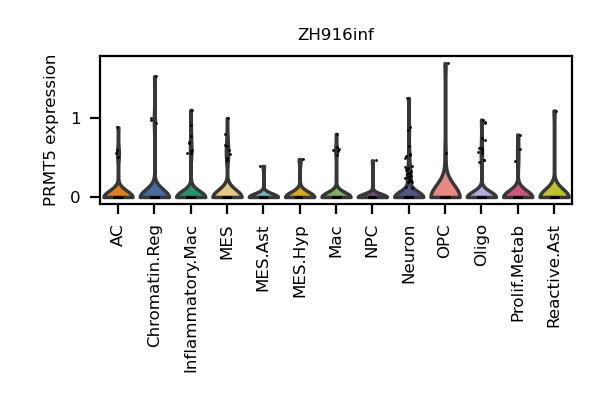 ZH916inf
PRMT5 expression
1
0
AC
Chromatin.Reg
Inflammatory.Mac
MES
MES.Ast
MES.Hyp
Mac
NPC
Neuron
OPC
Oligo
Prolif.Metab
Reactive.Ast